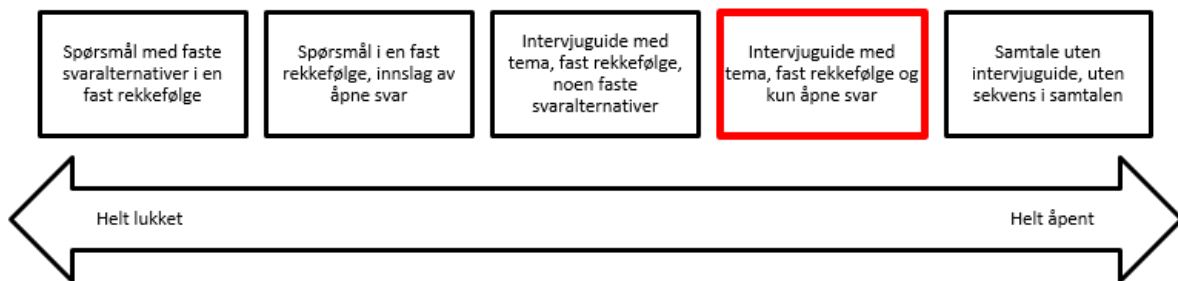 Spørsmål med faste
svaralternativer i en
fast rekkefølge
Spørsmål i en fast
rekkefølge, innslag av
åpne svar
Intervjuguide med
tema, fast rekkefølge,
noen faste
svaralternativer
Intervjuguide med
tema, fast rekkefølge og
kun åpne svar
Samtale uten
intervjuguide, uten
sekvens i samtalen
Helt lukket
Helt åpent